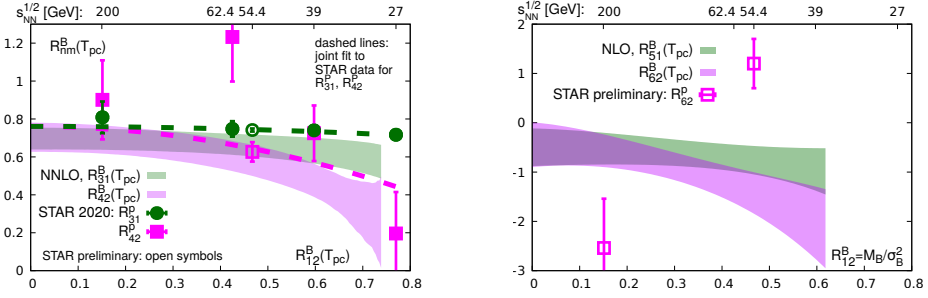 s_NN^1/2 [GeV]: 200 62.4 54.4 39 27
1.2
1
0.8
0.6
0.4
0.2
0
R^B_nm(T_pc)
dashed lines:
joint fit to
STAR data for
R^P_31, R^P_42
NNLO, R^B_31(T_pc)
R^B_42(T_pc)
STAR 2020: R^p_31
R^p_42
STAR preliminary: open symbols
R^B_12(T_pc)
0 0.1 0.2 0.3 0.4 0.5 0.6 0.7 0.8
s_NN^1/2 [GeV]: 200 62.4 54.4 39 27
2
1
0
-1
-2
-3
NLO, R^B_51(T_pc)
R^B_62(T_pc)
STAR preliminary: R^p_62
R^B_12=M_B/σ^2_B
0 0.1 0.2 0.3 0.4 0.5 0.6 0.7 0.8